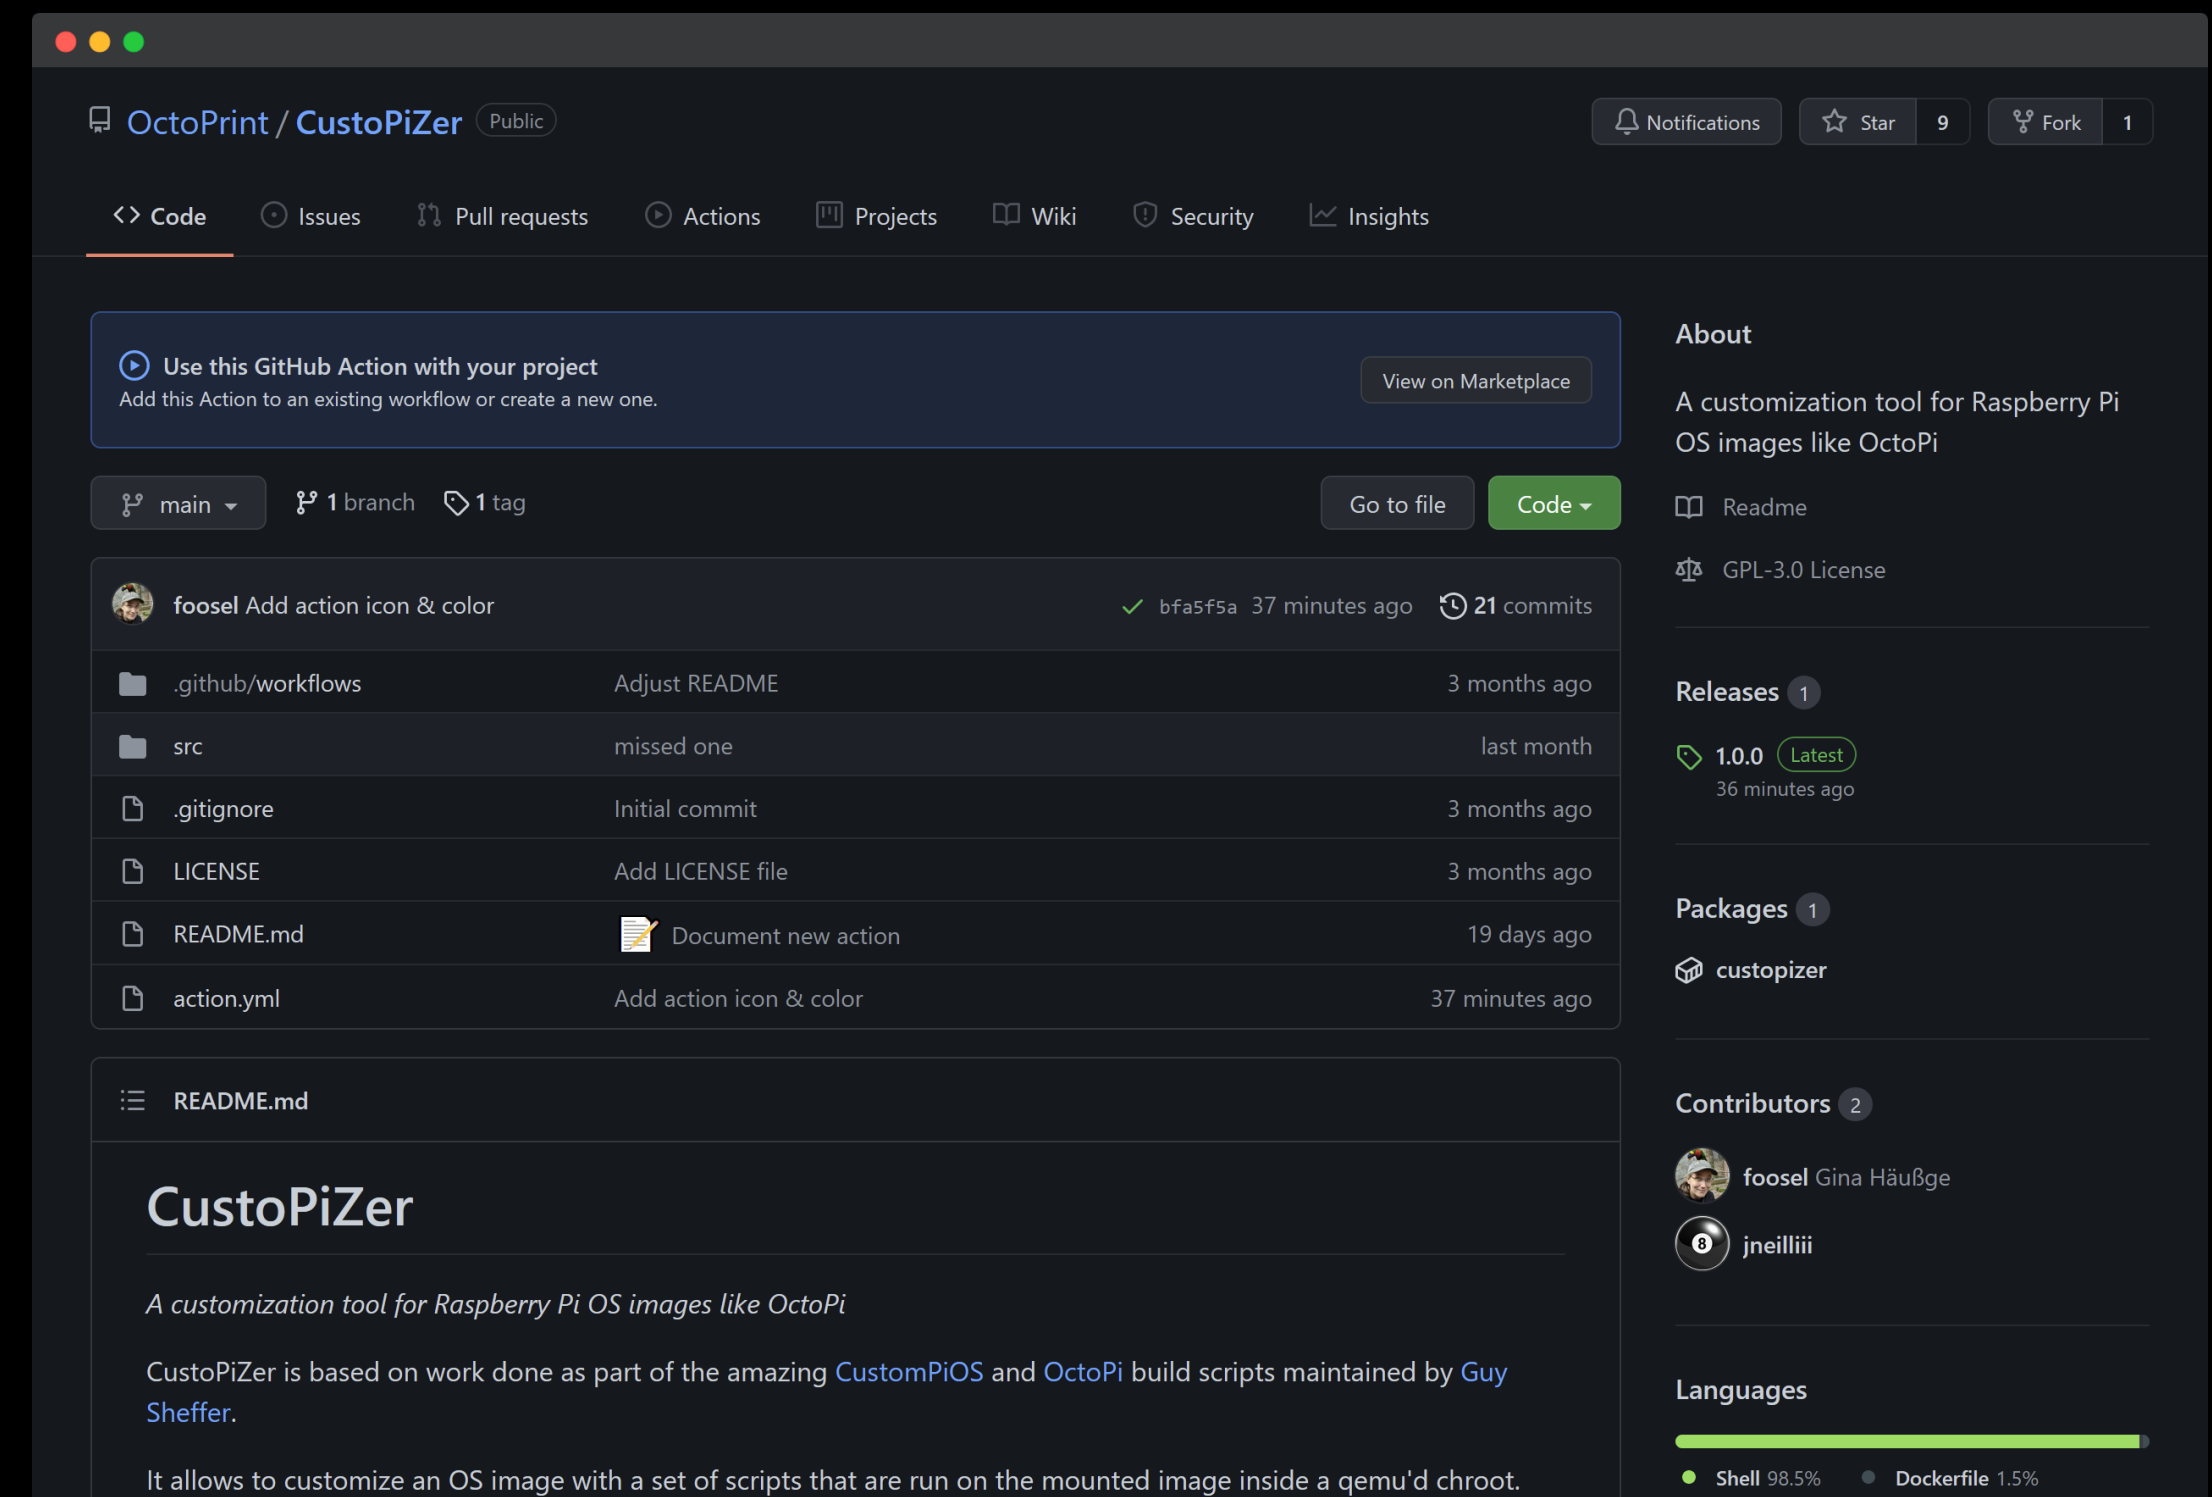 OctoPrint / CustoPiZer Public
Notifications Star 9 Fork 1
Code Issues Pull requests Actions Projects Wiki Security Insights
Use this GitHub Action with your project
Add this Action to an existing workflow or create a new one.
View on Marketplace
main 1 branch 1 tag
Go to file Code
foosel Add action icon & color bfa5f5a 37 minutes ago 21 commits
.github/workflows Adjust README 3 months ago
src missed one last month
.gitignore Initial commit 3 months ago
LICENSE Add LICENSE file 3 months ago
README.md Document new action 19 days ago
action.yml Add action icon & color 37 minutes ago
README.md
CustoPiZer
A customization tool for Raspberry Pi OS images like OctoPi
CustoPiZer is based on work done as part of the amazing CustomPiOS and OctoPi build scripts maintained by Guy
Sheffer.
It allows to customize an OS image with a set of scripts that are run on the mounted image inside a qemu'd chroot.
About
A customization tool for Raspberry Pi
OS images like OctoPi
Readme
GPL-3.0 License
Releases 1
1.0.0 Latest
36 minutes ago
Packages 1
custopizer
Contributors 2
foosel Gina Häußge
8
jneilliii
Languages
Shell 98.5% Dockerfile 1.5%